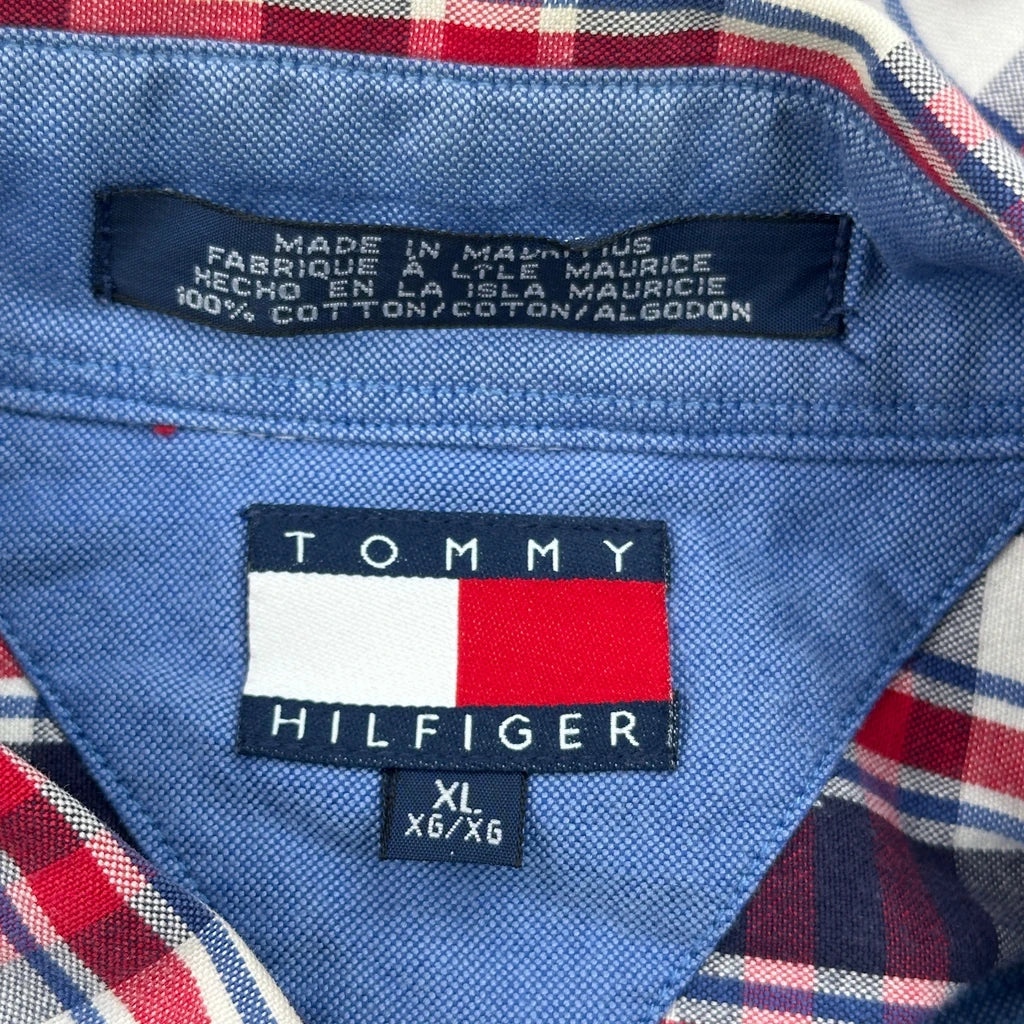 MADE IN MAURITIUS
FABRIQUE A L'ILE MAURICE
HECHO EN LA ISLA MAURICIE
100% COTTON/COTON/ALGODON
TOMMY
HILFIGER
XL
XG/XG